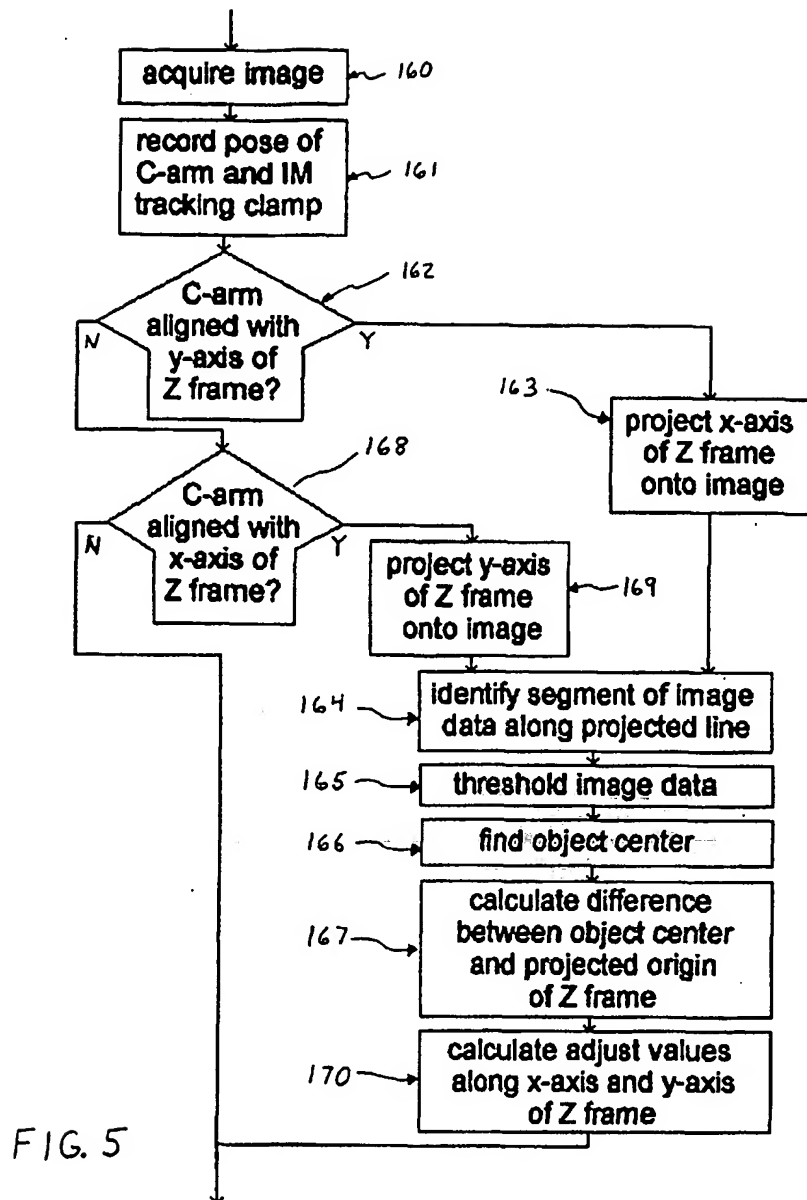 acquire image
160
record pose of
C-arm and IM
tracking clamp
161
162
C-arm
aligned with
y-axis of
Z frame?
N
Y
163
project x-axis
of Z frame
onto image
168
C-arm
aligned with
x-axis of
Z frame?
N
Y
project y-axis
of Z frame
onto image
169
164
identify segment of image
data along projected line
165
threshold image data
166
find object center
167
calculate difference
between object center
and projected origin
of Z frame
170
calculate adjust values
along x-axis and y-axis
of Z frame
FIG. 5